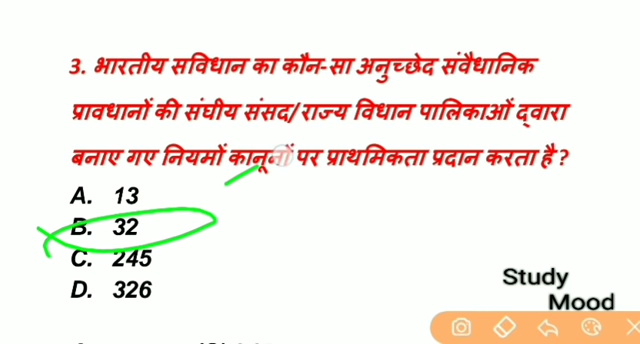 3. भारतीय सविधान का कौन-सा अनुच्छेद संवैधानिक
प्रावधानों की संघीय संसद/राज्य विधान पालिकाओं द्वारा
बनाए गए नियमों कानूनों पर प्राथमिकता प्रदान करता है ?
A. 13
B. 32
C. 245
D. 326
Study
Mood